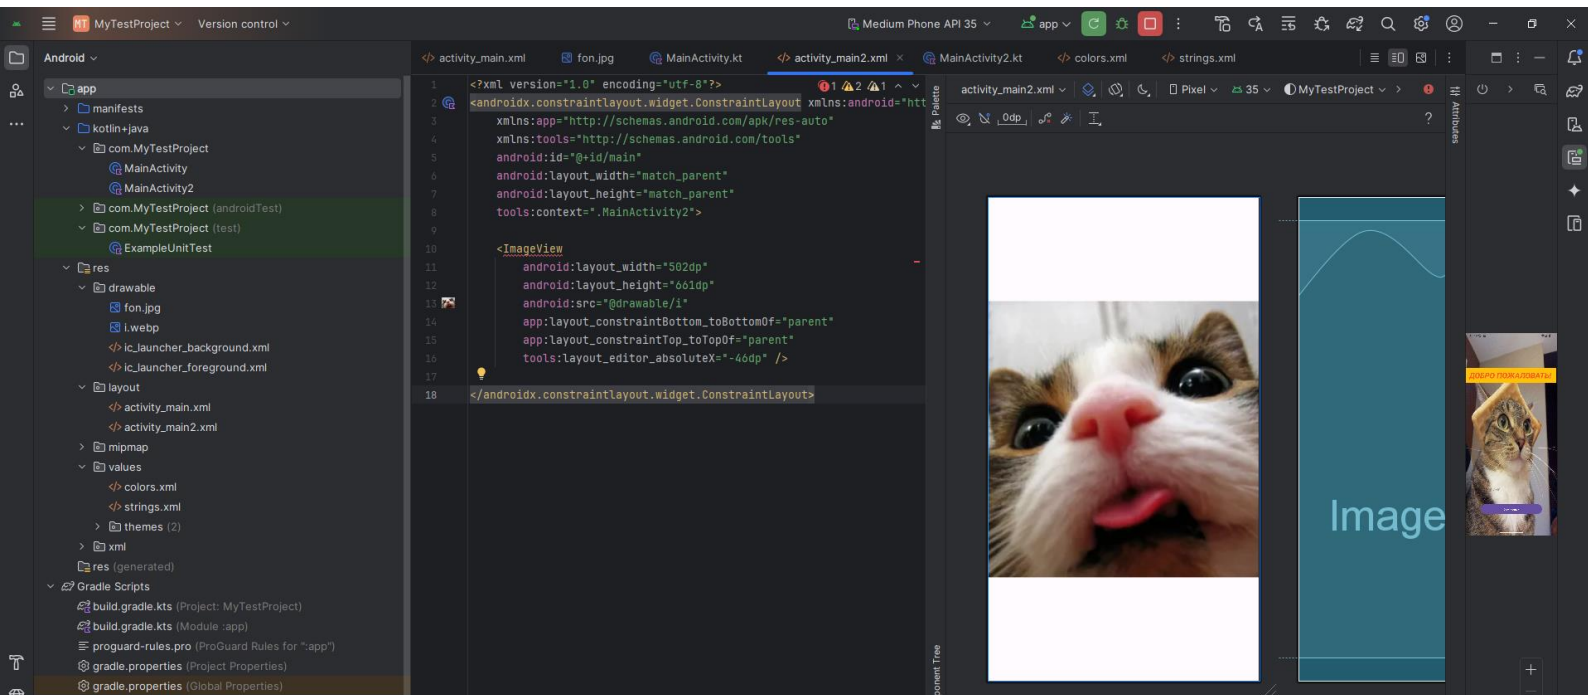 MT MyTestProject Version control Medium Phone API 35 app
Android
app
manifests
kotlin+java
com.MyTestProject
MainActivity
MainActivity2
com.MyTestProject (androidTest)
com.MyTestProject (test)
ExampleUnitTest
res
drawable
fon.jpg
i.webp
ic_launcher_background.xml
ic_launcher_foreground.xml
layout
activity_main.xml
activity_main2.xml
mipmap
values
colors.xml
strings.xml
themes (2)
xml
res (generated)
Gradle Scripts
build.gradle.kts (Project: MyTestProject)
build.gradle.kts (Module :app)
proguard-rules.pro (ProGuard Rules for ":app")
gradle.properties (Project Properties)
gradle.properties (Global Properties)
activity_main.xml fon.jpg MainActivity.kt activity_main2.xml MainActivity2.kt colors.xml strings.xml
1 <?xml version="1.0" encoding="utf-8"?> 1 2 1
2 <androidx.constraintlayout.widget.ConstraintLayout xmlns:android="htt
3 xmlns:app="http://schemas.android.com/apk/res-auto"
4 xmlns:tools="http://schemas.android.com/tools"
5 android:id="@+id/main"
6 android:layout_width="match_parent"
7 android:layout_height="match_parent"
8 tools:context=".MainActivity2">
9
10 <ImageView
11 android:layout_width="502dp"
12 android:layout_height="661dp"
13 android:src="@drawable/i"
14 app:layout_constraintBottom_toBottomOf="parent"
15 app:layout_constraintTop_toTopOf="parent"
16 tools:layout_editor_absoluteX="-46dp" />
17
18 </androidx.constraintlayout.widget.ConstraintLayout>
Palette
ponent Tree
activity_main2.xml Pixel 35 MyTestProject
0dp
Attributes
Image
ДОБРО ПОЖАЛОВАТЬ!